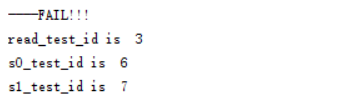 ────FAIL!!!
read_test_id is  3
s0_test_id is  6
s1_test_id is  7